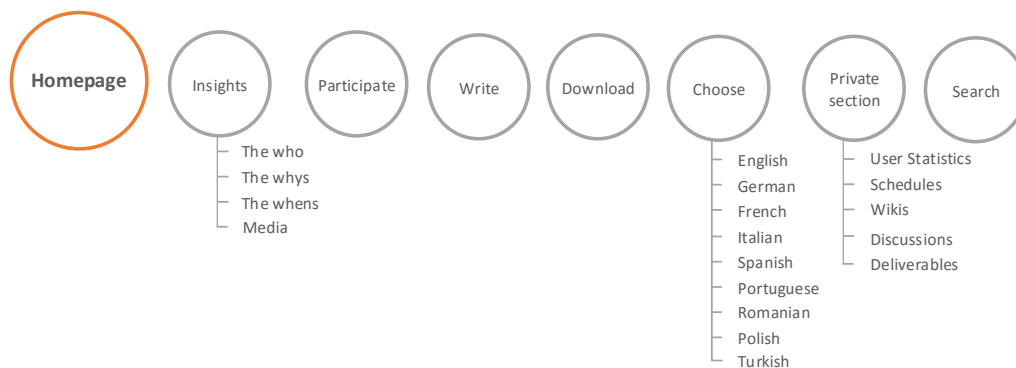 Homepage
Insights
Participate
Write
Download
Choose
Private
section
Search
The who
The whys
The whens
Media
English
German
French
Italian
Spanish
Portuguese
Romanian
Polish
Turkish
User Statistics
Schedules
Wikis
Discussions
Deliverables